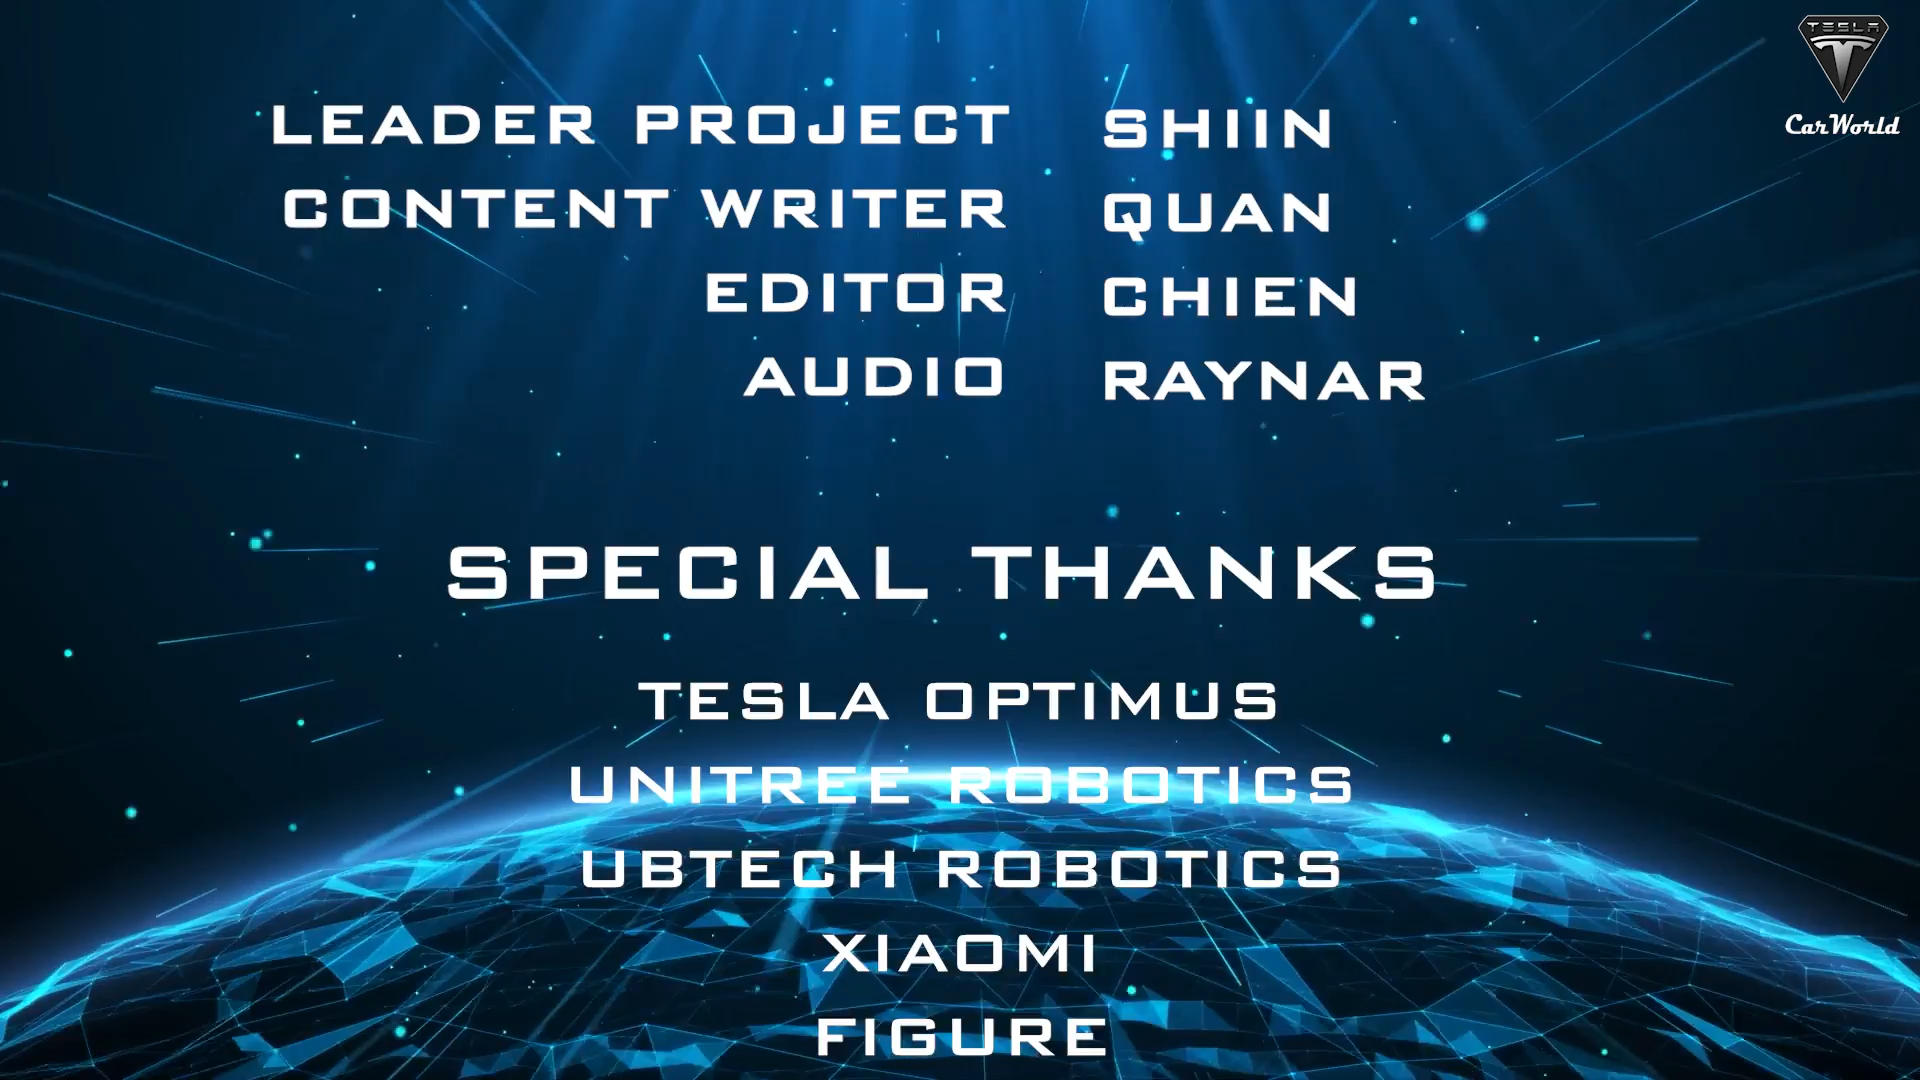 TESLA
CarWorld
LEADER PROJECT SHIIN
CONTENT WRITER QUAN
EDITOR CHIEN
AUDIO RAYNAR
SPECIAL THANKS
TESLA OPTIMUS
UNITREE ROBOTICS
UBTECH ROBOTICS
XIAOMI
FIGURE